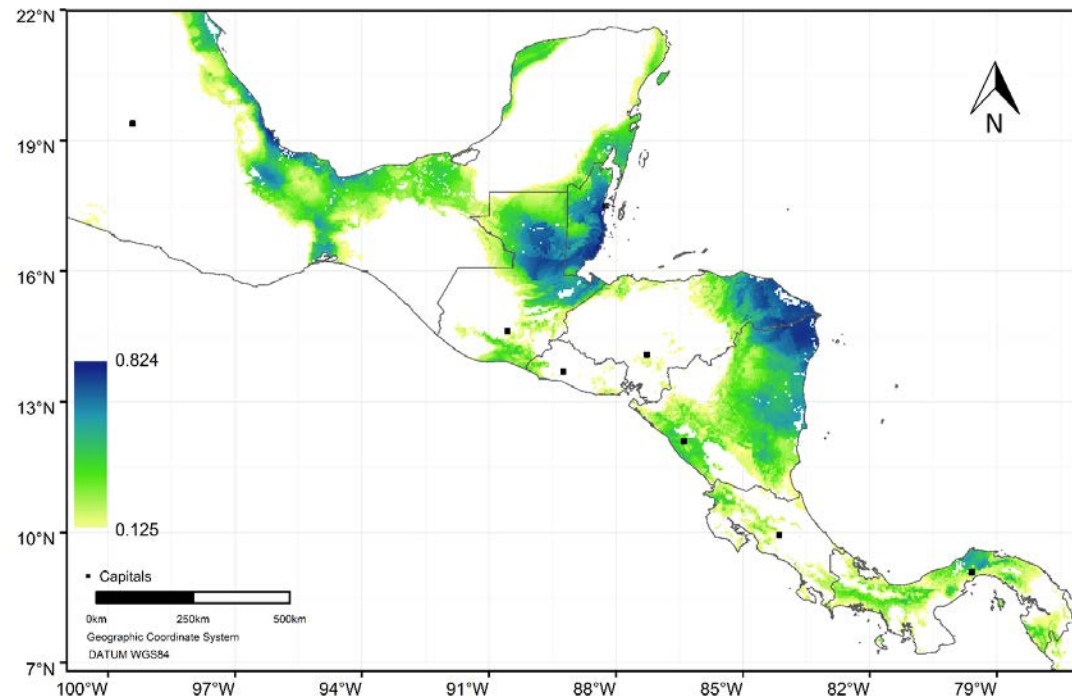 22°N
19°N
16°N
13°N
10°N
7°N
N
0.824
0.125
Capitals
0km 250km 500km
Geographic Coordinate System
DATUM WGS84
100°W 97°W 94°W 91°W 88°W 85°W 82°W 79°W